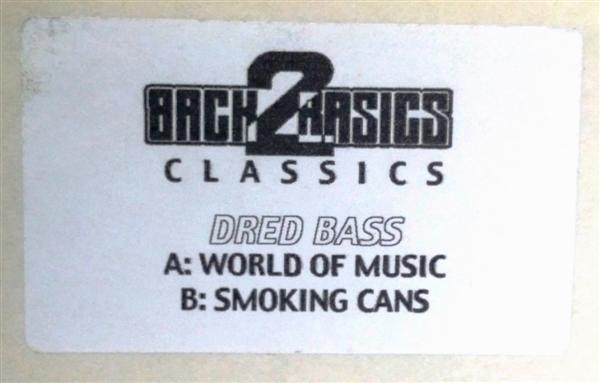 BACK 2 BASICS
CLASSICS
DRED BASS
A: WORLD OF MUSIC
B: SMOKING CANS